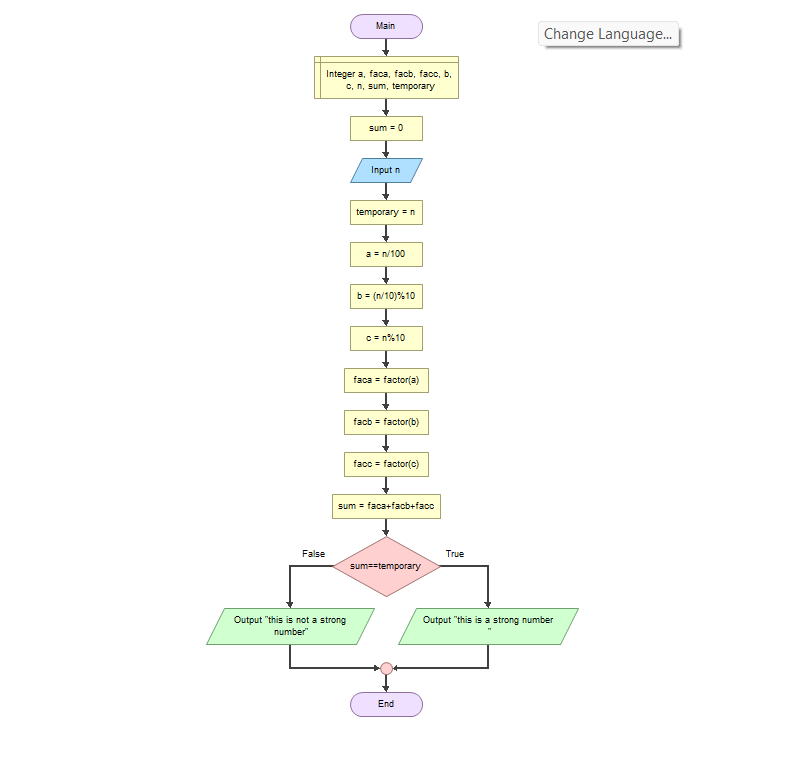 Main
Change Language...
Integer a, faca, facb, facc, b,
c, n, sum, temporary
sum = 0
Input n
temporary = n
a = n/100
b = (n/10)%10
c = n%10
faca = factor(a)
facb = factor(b)
facc = factor(c)
sum = faca+facb+facc
False
True
sum==temporary
Output "this is not a strong
number"
Output "this is a strong number
"
End